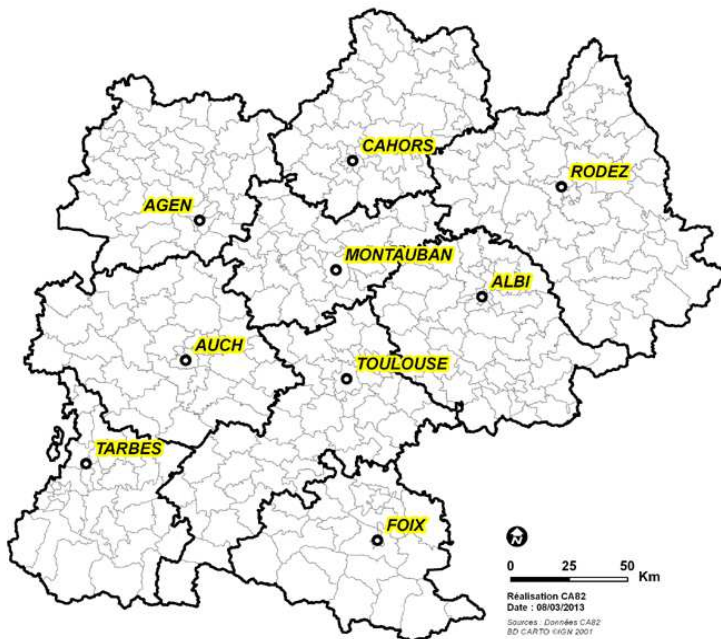 CAHORS
RODEZ
AGEN
MONTAUBAN
ALBI
AUCH
TOULOUSE
TARBES
FOIX
0 25 50 Km
Réalisation CA82
Date : 08/03/2013
Sources : Données CA82
BD CARTO ©IGN 2001